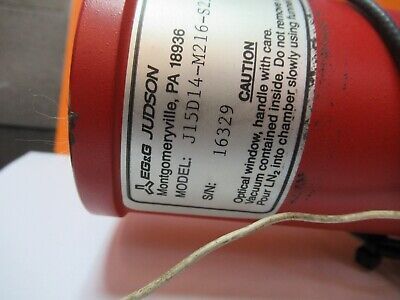 EG&G JUDSON
Montgomeryville, PA 18936
MODEL: J15D14-M216-S2
S/N: 16329
CAUTION
Optical window, handle with care.
Vacuum contained inside. Do not remove
Pour LN2 into chamber slowly using funnel